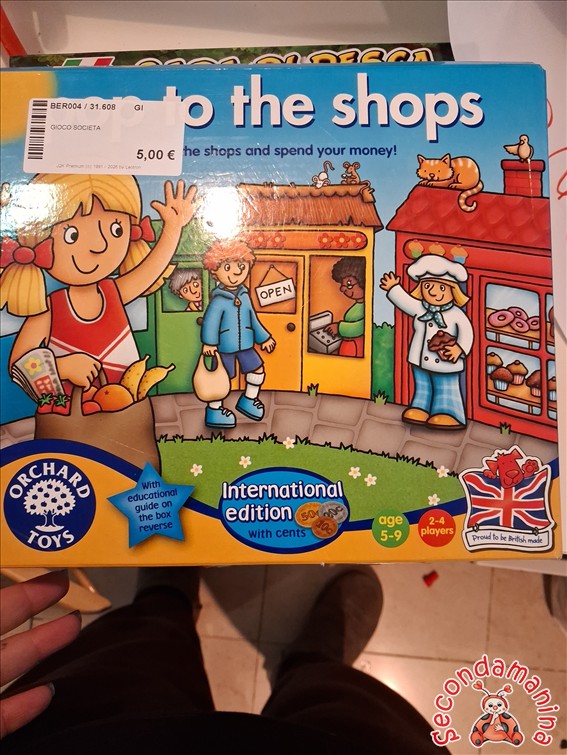 BER004 / 31.608 GI
GIOCO SOCIETA
5,00 €
to the shops
the shops and spend your money!
OPEN
ORCHARD
TOYS
With
educational
guide on
the box
reverse
International
edition
with cents
50c
age
5-9
2-4
players
Proud to be British made
Secondamanina